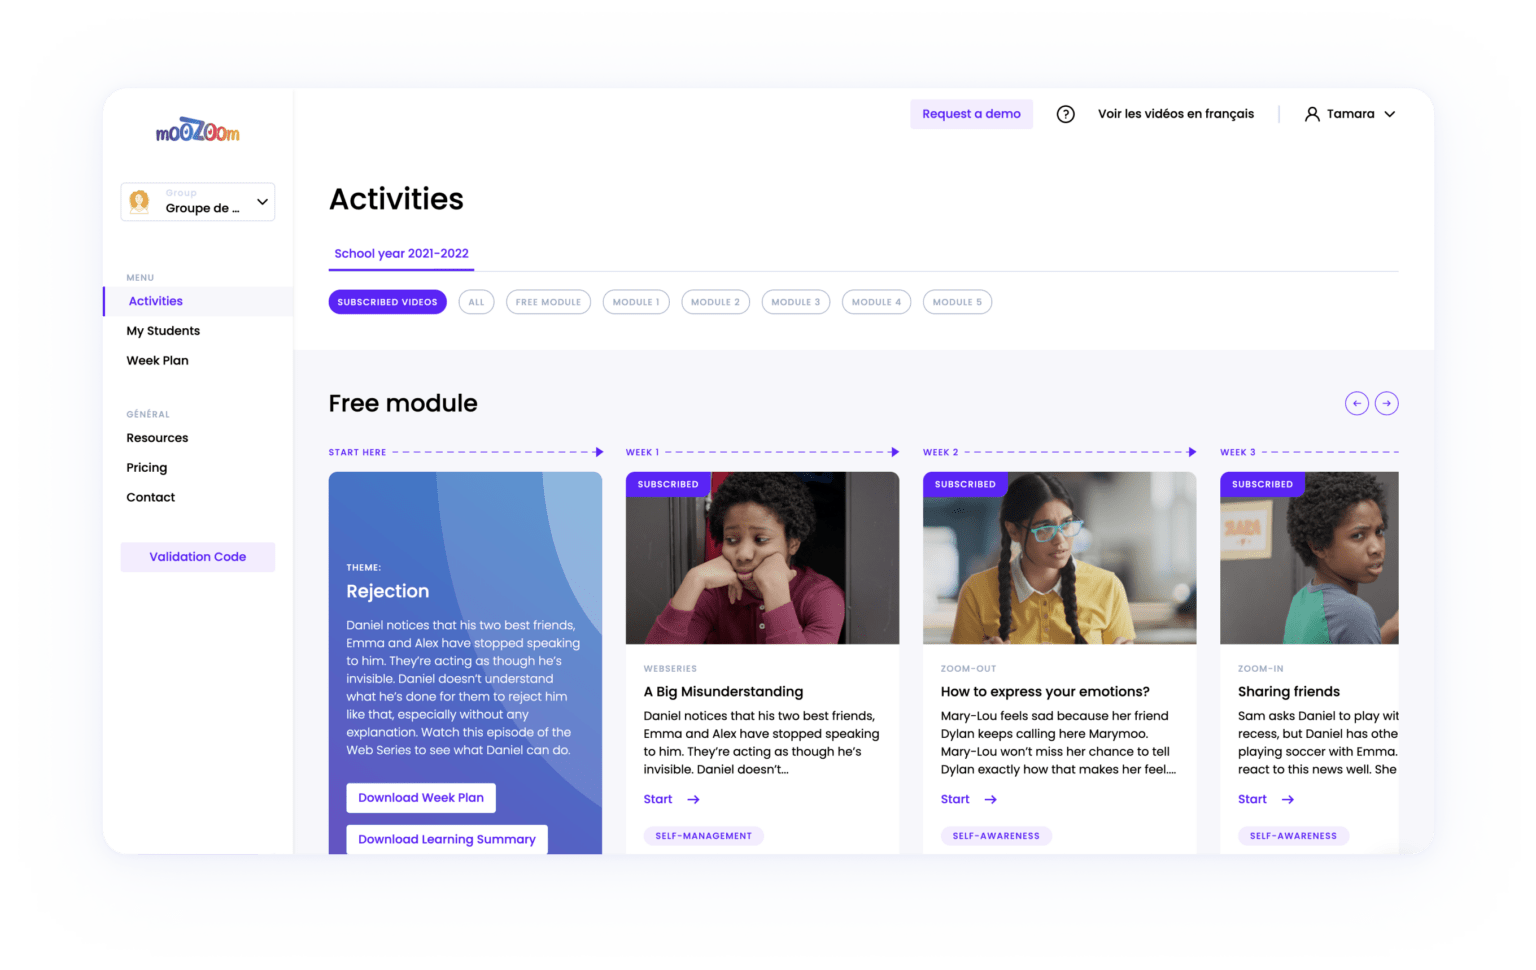 mooZoom
Request a demo
?
Voir les vidéos en français
Tamara
Group
Groupe de ...
MENU
Activities
My Students
Week Plan
GÉNÉRAL
Resources
Pricing
Contact
Validation Code
Activities
School year 2021-2022
SUBSCRIBED VIDEOS
ALL
FREE MODULE
MODULE 1
MODULE 2
MODULE 3
MODULE 4
MODULE 5
Free module
START HERE
THEME:
Rejection
Daniel notices that his two best friends,
Emma and Alex have stopped speaking
to him. They're acting as though he's
invisible. Daniel doesn't understand
what he's done for them to reject him
like that, especially without any
explanation. Watch this episode of the
Web Series to see what Daniel can do.
Download Week Plan
Download Learning Summary
WEEK 1
SUBSCRIBED
WEBSERIES
A Big Misunderstanding
Daniel notices that his two best friends,
Emma and Alex have stopped speaking
to him. They're acting as though he's
invisible. Daniel doesn't...
Start
SELF-MANAGEMENT
WEEK 2
SUBSCRIBED
ZOOM-OUT
How to express your emotions?
Mary-Lou feels sad because her friend
Dylan keeps calling here Marymoo.
Mary-Lou won't miss her chance to tell
Dylan exactly how that makes her feel....
Start
SELF-AWARENESS
WEEK 3
SUBSCRIBED
ZOOM-IN
Sharing friends
Sam asks Daniel to play wit
recess, but Daniel has othe
playing soccer with Emma.
react to this news well. She
Start
SELF-AWARENESS